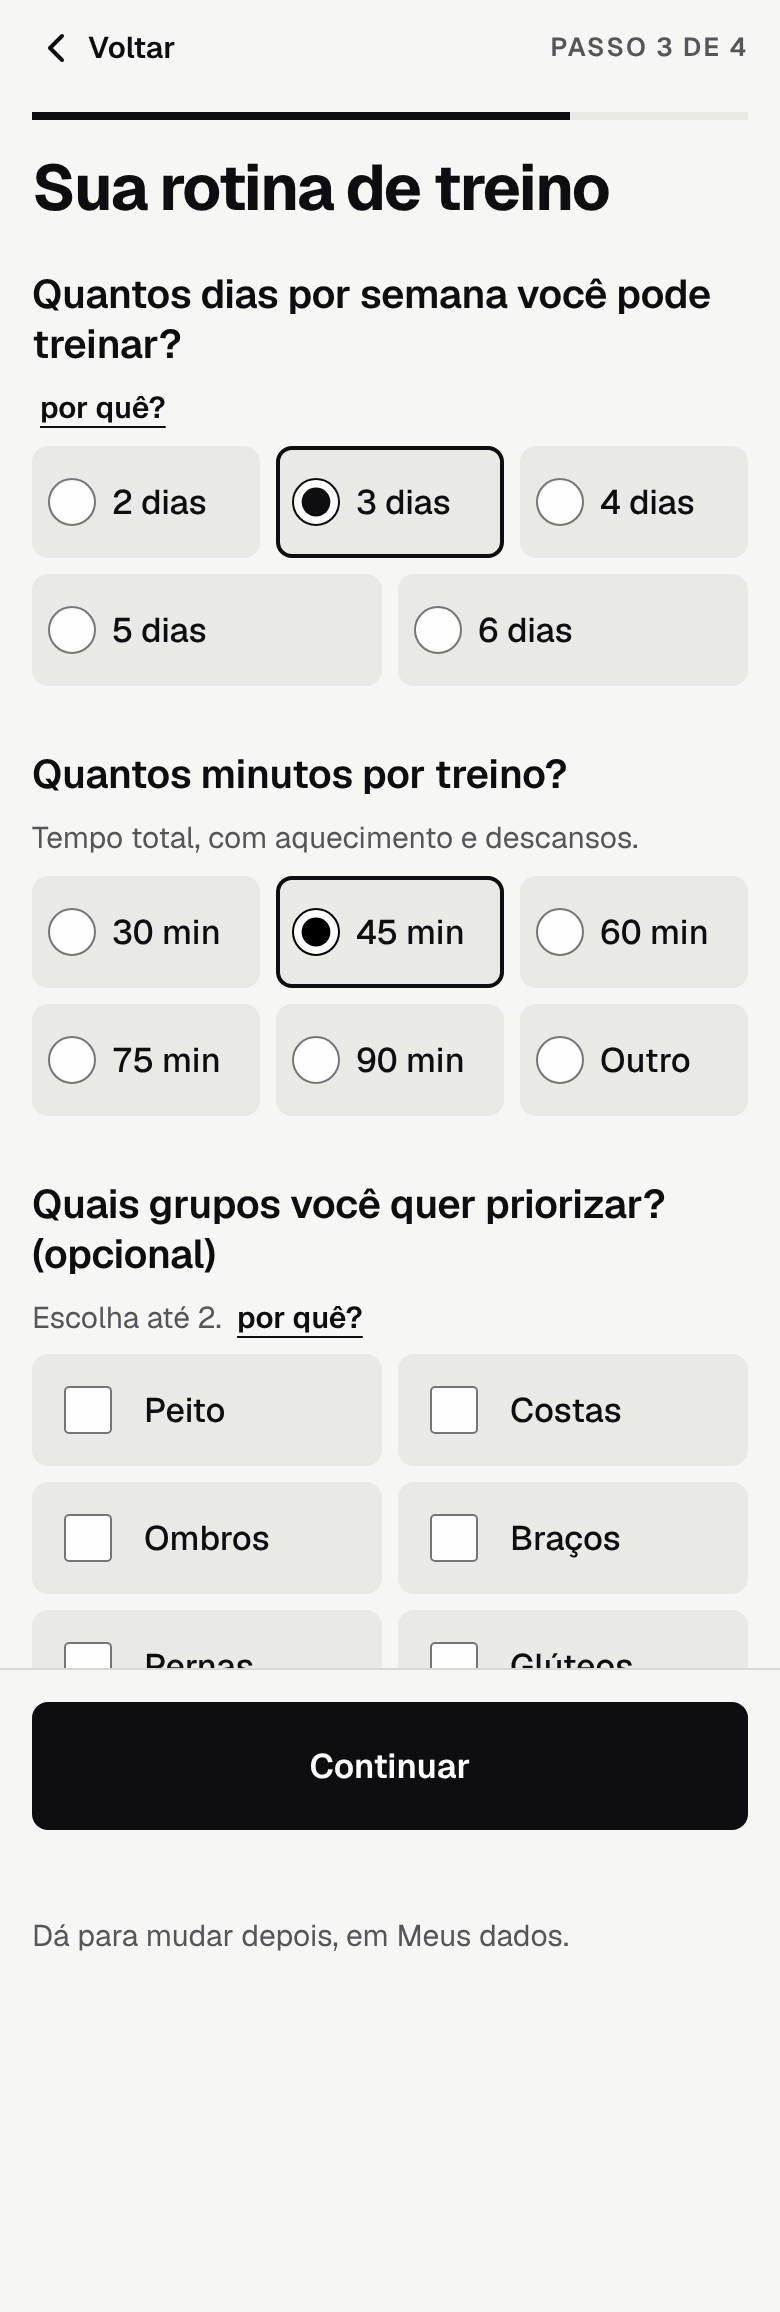 Voltar
PASSO 3 DE 4
Sua rotina de treino
Quantos dias por semana você pode
treinar?
por quê?
2 dias
3 dias
4 dias
5 dias
6 dias
Quantos minutos por treino?
Tempo total, com aquecimento e descansos.
30 min
45 min
60 min
75 min
90 min
Outro
Quais grupos você quer priorizar?
(opcional)
Escolha até 2. por quê?
Peito
Costas
Ombros
Braços
Pernas
Glúteos
Continuar
Dá para mudar depois, em Meus dados.